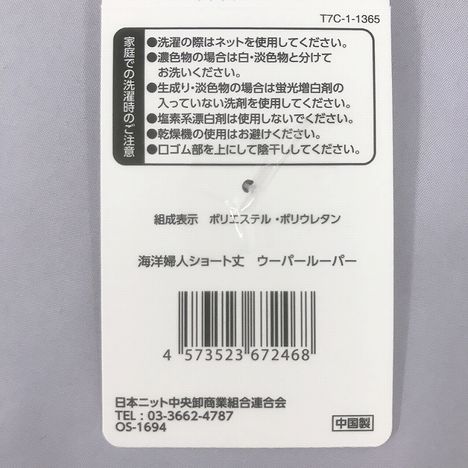 T7C-1-1365
家庭での洗濯時のご注意
●洗濯の際はネットを使用してください。
●濃色物の場合は白・淡色物と分けて
お洗いください。
●生成り・淡色物の場合は蛍光増白剤の
入っていない洗剤を使用してください。
●塩素系漂白剤は使用しないでください。
●乾燥機の使用はお避けください。
●口ゴム部を上にして陰干ししてください。
組成表示 ポリエステル・ポリウレタン
海洋婦人ショート丈 ウーパールーパー
4 573523 672468
日本ニット中央卸商業組合連合会
TEL : 03-3662-4787
OS-1694
中国製